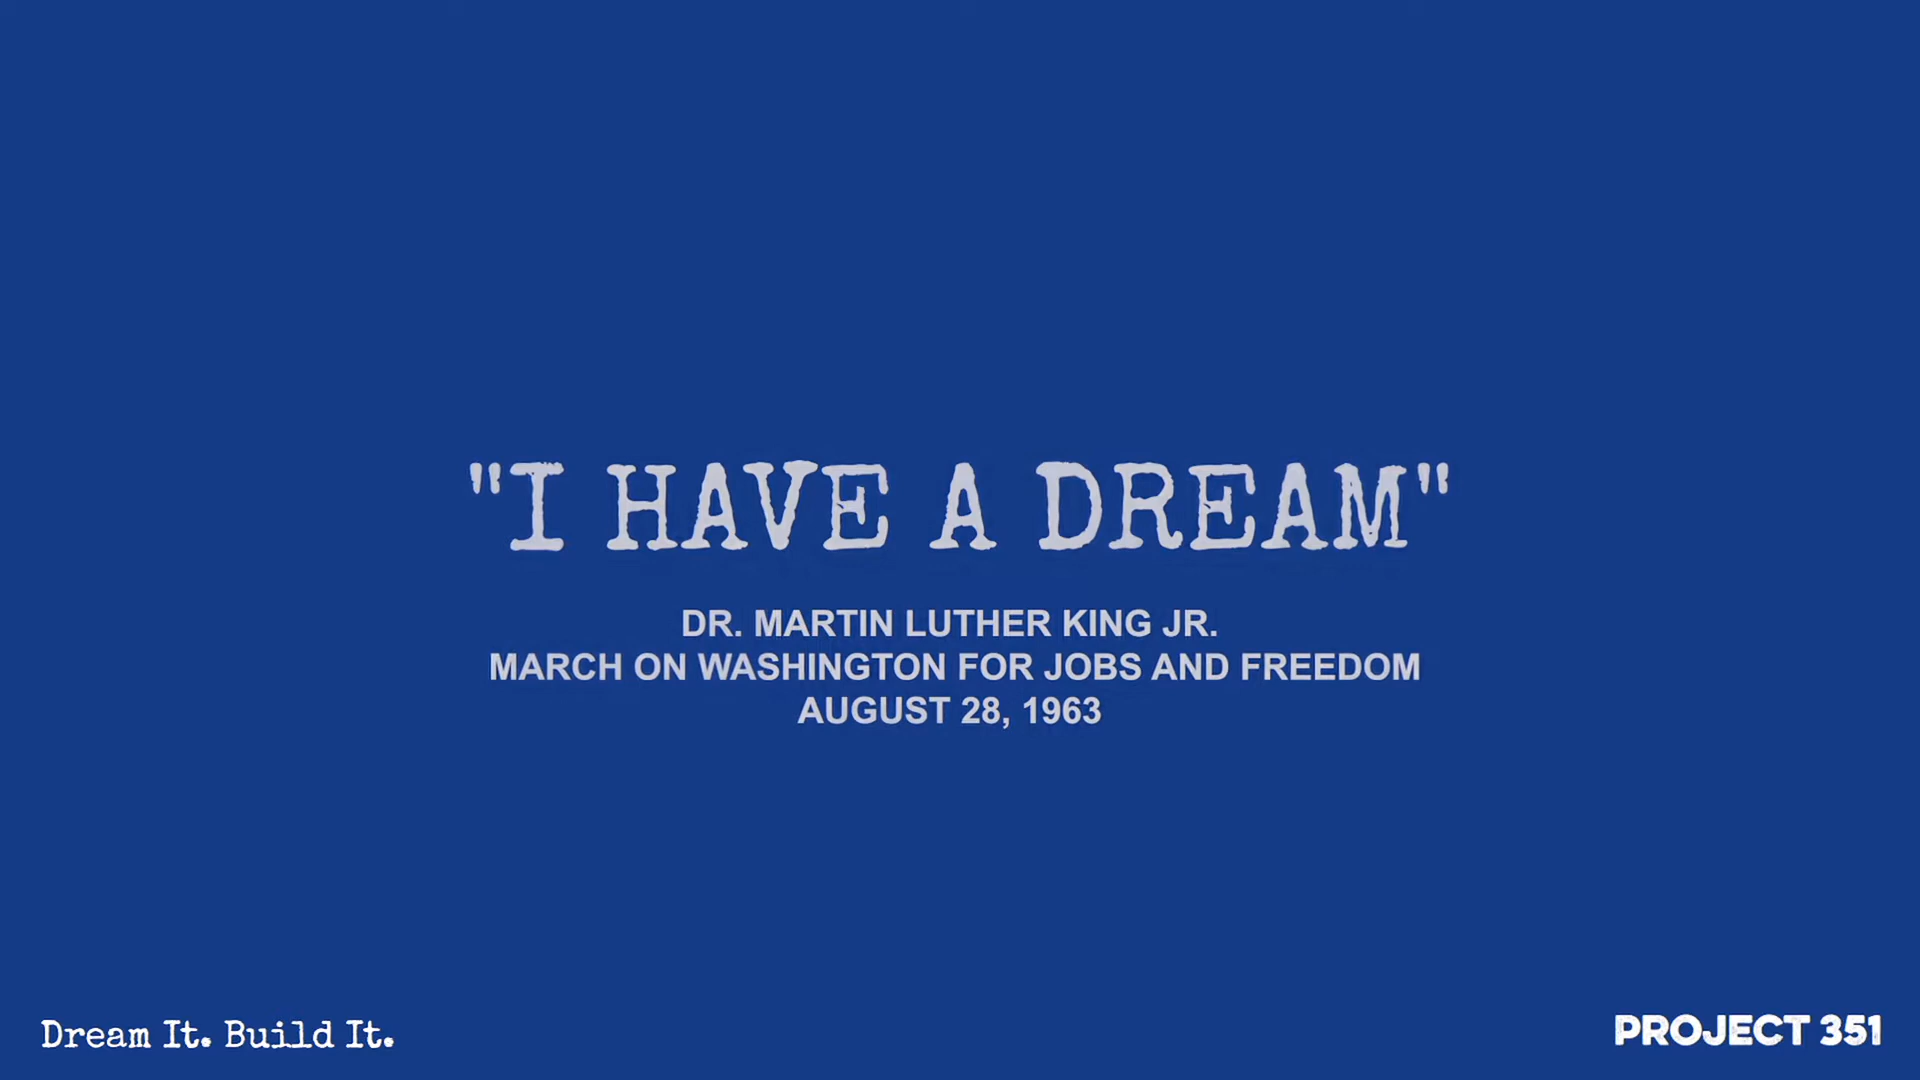 "I HAVE A DREAM"
DR. MARTIN LUTHER KING JR.
MARCH ON WASHINGTON FOR JOBS AND FREEDOM
AUGUST 28, 1963
Dream It. Build It.
PROJECT 351